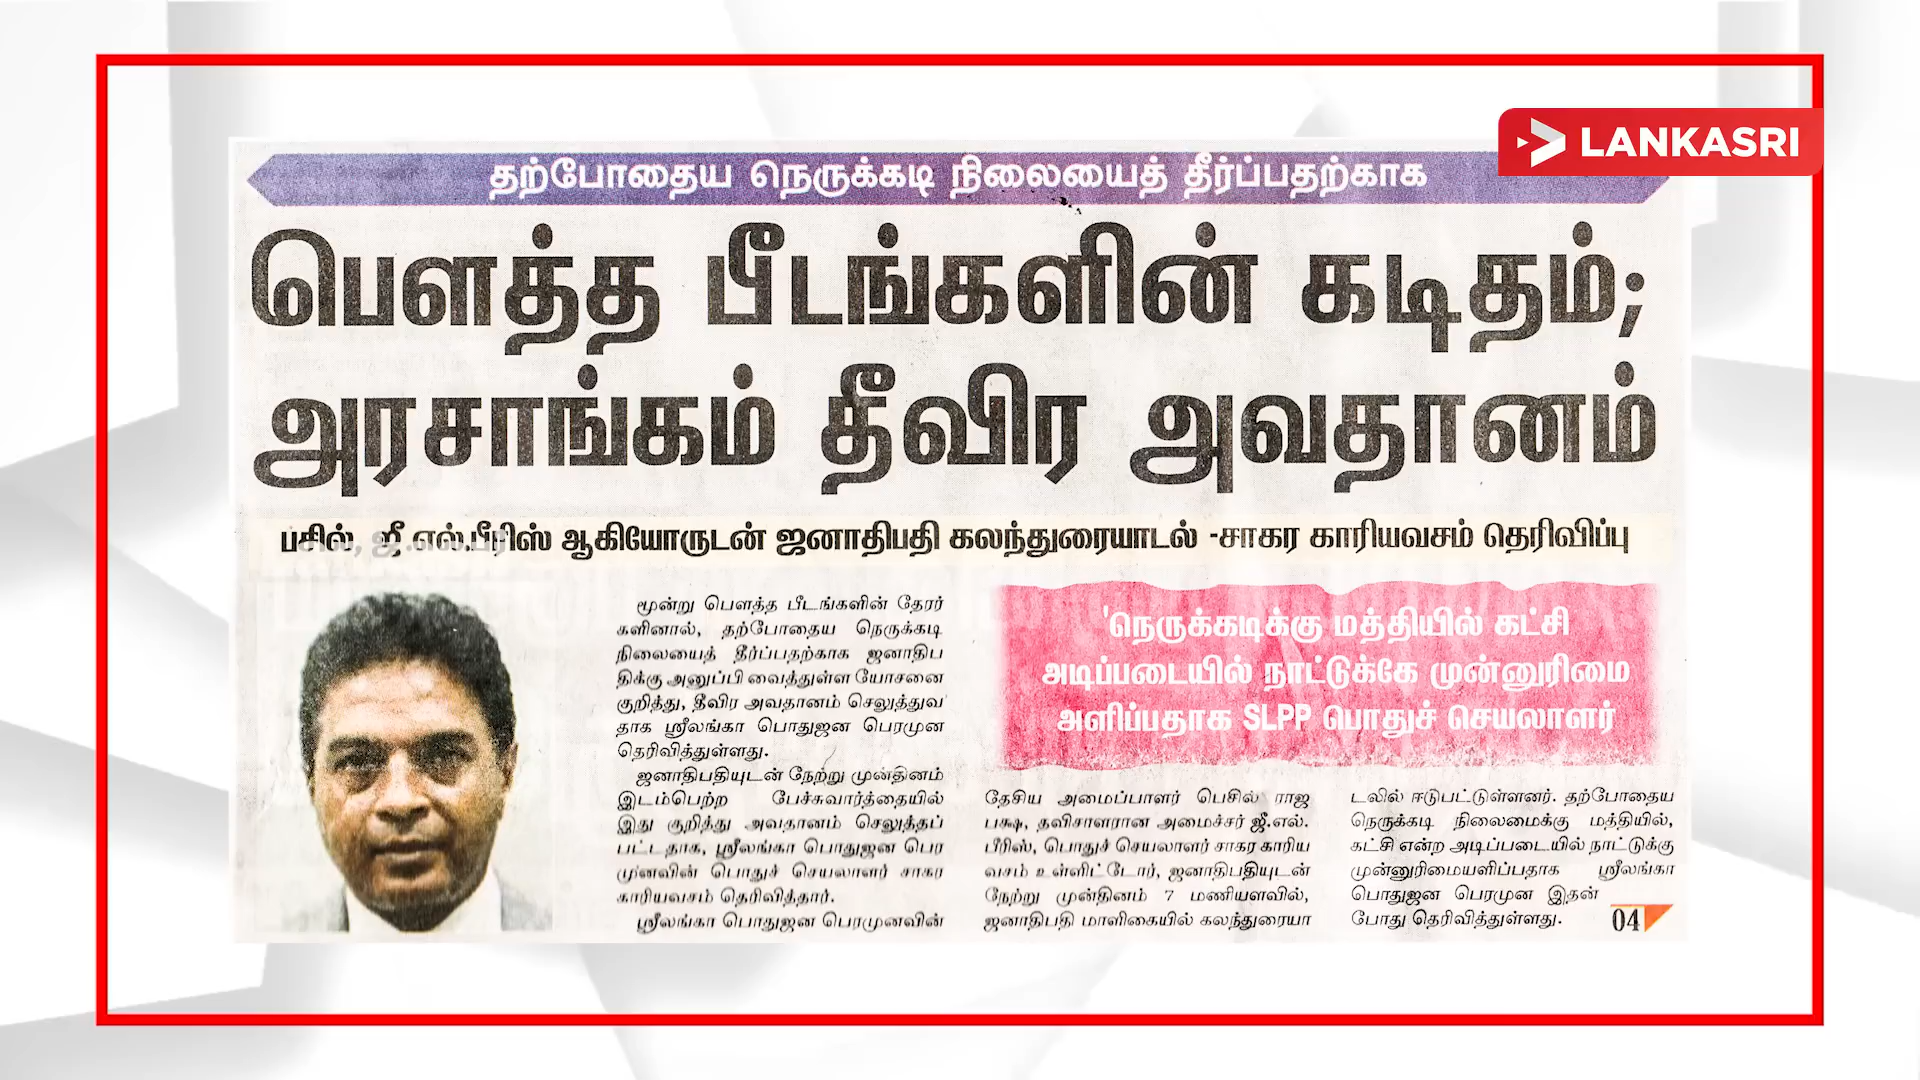 LANKASRI
தற்போதைய நெருக்கடி நிலையைத் தீர்ப்பதற்காக
பௌத்த பீடங்களின் கடிதம்;
அரசாங்கம் தீவிர அவதானம்
பசில், ஜீ.எல்.பீரிஸ் ஆகியோருடன் ஜனாதிபதி கலந்துரையாடல் -சாகர காரியவசம் தெரிவிப்பு
மூன்று பௌத்த பீடங்களின் தேரர்
களினால், தற்போதைய நெருக்கடி
நிலையைத் தீர்ப்பதற்காக ஜனாதிப
திக்கு அனுப்பி வைத்துள்ள யோசனை
குறித்து, தீவிர அவதானம் செலுத்துவ
தாக ஸ்ரீலங்கா பொதுஜன பெரமுன
தெரிவித்துள்ளது.
ஜனாதிபதியுடன் நேற்று முன்தினம்
இடம்பெற்ற பேச்சுவார்த்தையில்
இது குறித்து அவதானம் செலுத்தப்
பட்டதாக, ஸ்ரீலங்கா பொதுஜன பெர
முனவின் பொதுச் செயலாளர் சாகர
காரியவசம் தெரிவித்தார்.
ஸ்ரீலங்கா பொதுஜன பெரமுனவின்
'நெருக்கடிக்கு மத்தியில் கட்சி
அடிப்படையில் நாட்டுக்கே முன்னுரிமை
அளிப்பதாக SLPP பொதுச் செயலாளர்
தேசிய அமைப்பாளர் பெசில் ராஜ
பக்ஷ, தவிசாளரான அமைச்சர் ஜீ.எல்.
பீரிஸ், பொதுச் செயலாளர் சாகர காரிய
வசம் உள்ளிட்டோர், ஜனாதிபதியுடன்
நேற்று முன்தினம் 7 மணியளவில்,
ஜனாதிபதி மாளிகையில் கலந்துரையா
டலில் ஈடுபட்டுள்ளனர். தற்போதைய
நெருக்கடி நிலைமைக்கு மத்தியில்,
கட்சி என்ற அடிப்படையில் நாட்டுக்கு
முன்னுரிமையளிப்பதாக ஸ்ரீலங்கா
பொதுஜன பெரமுன இதன்
போது தெரிவித்துள்ளது.
04